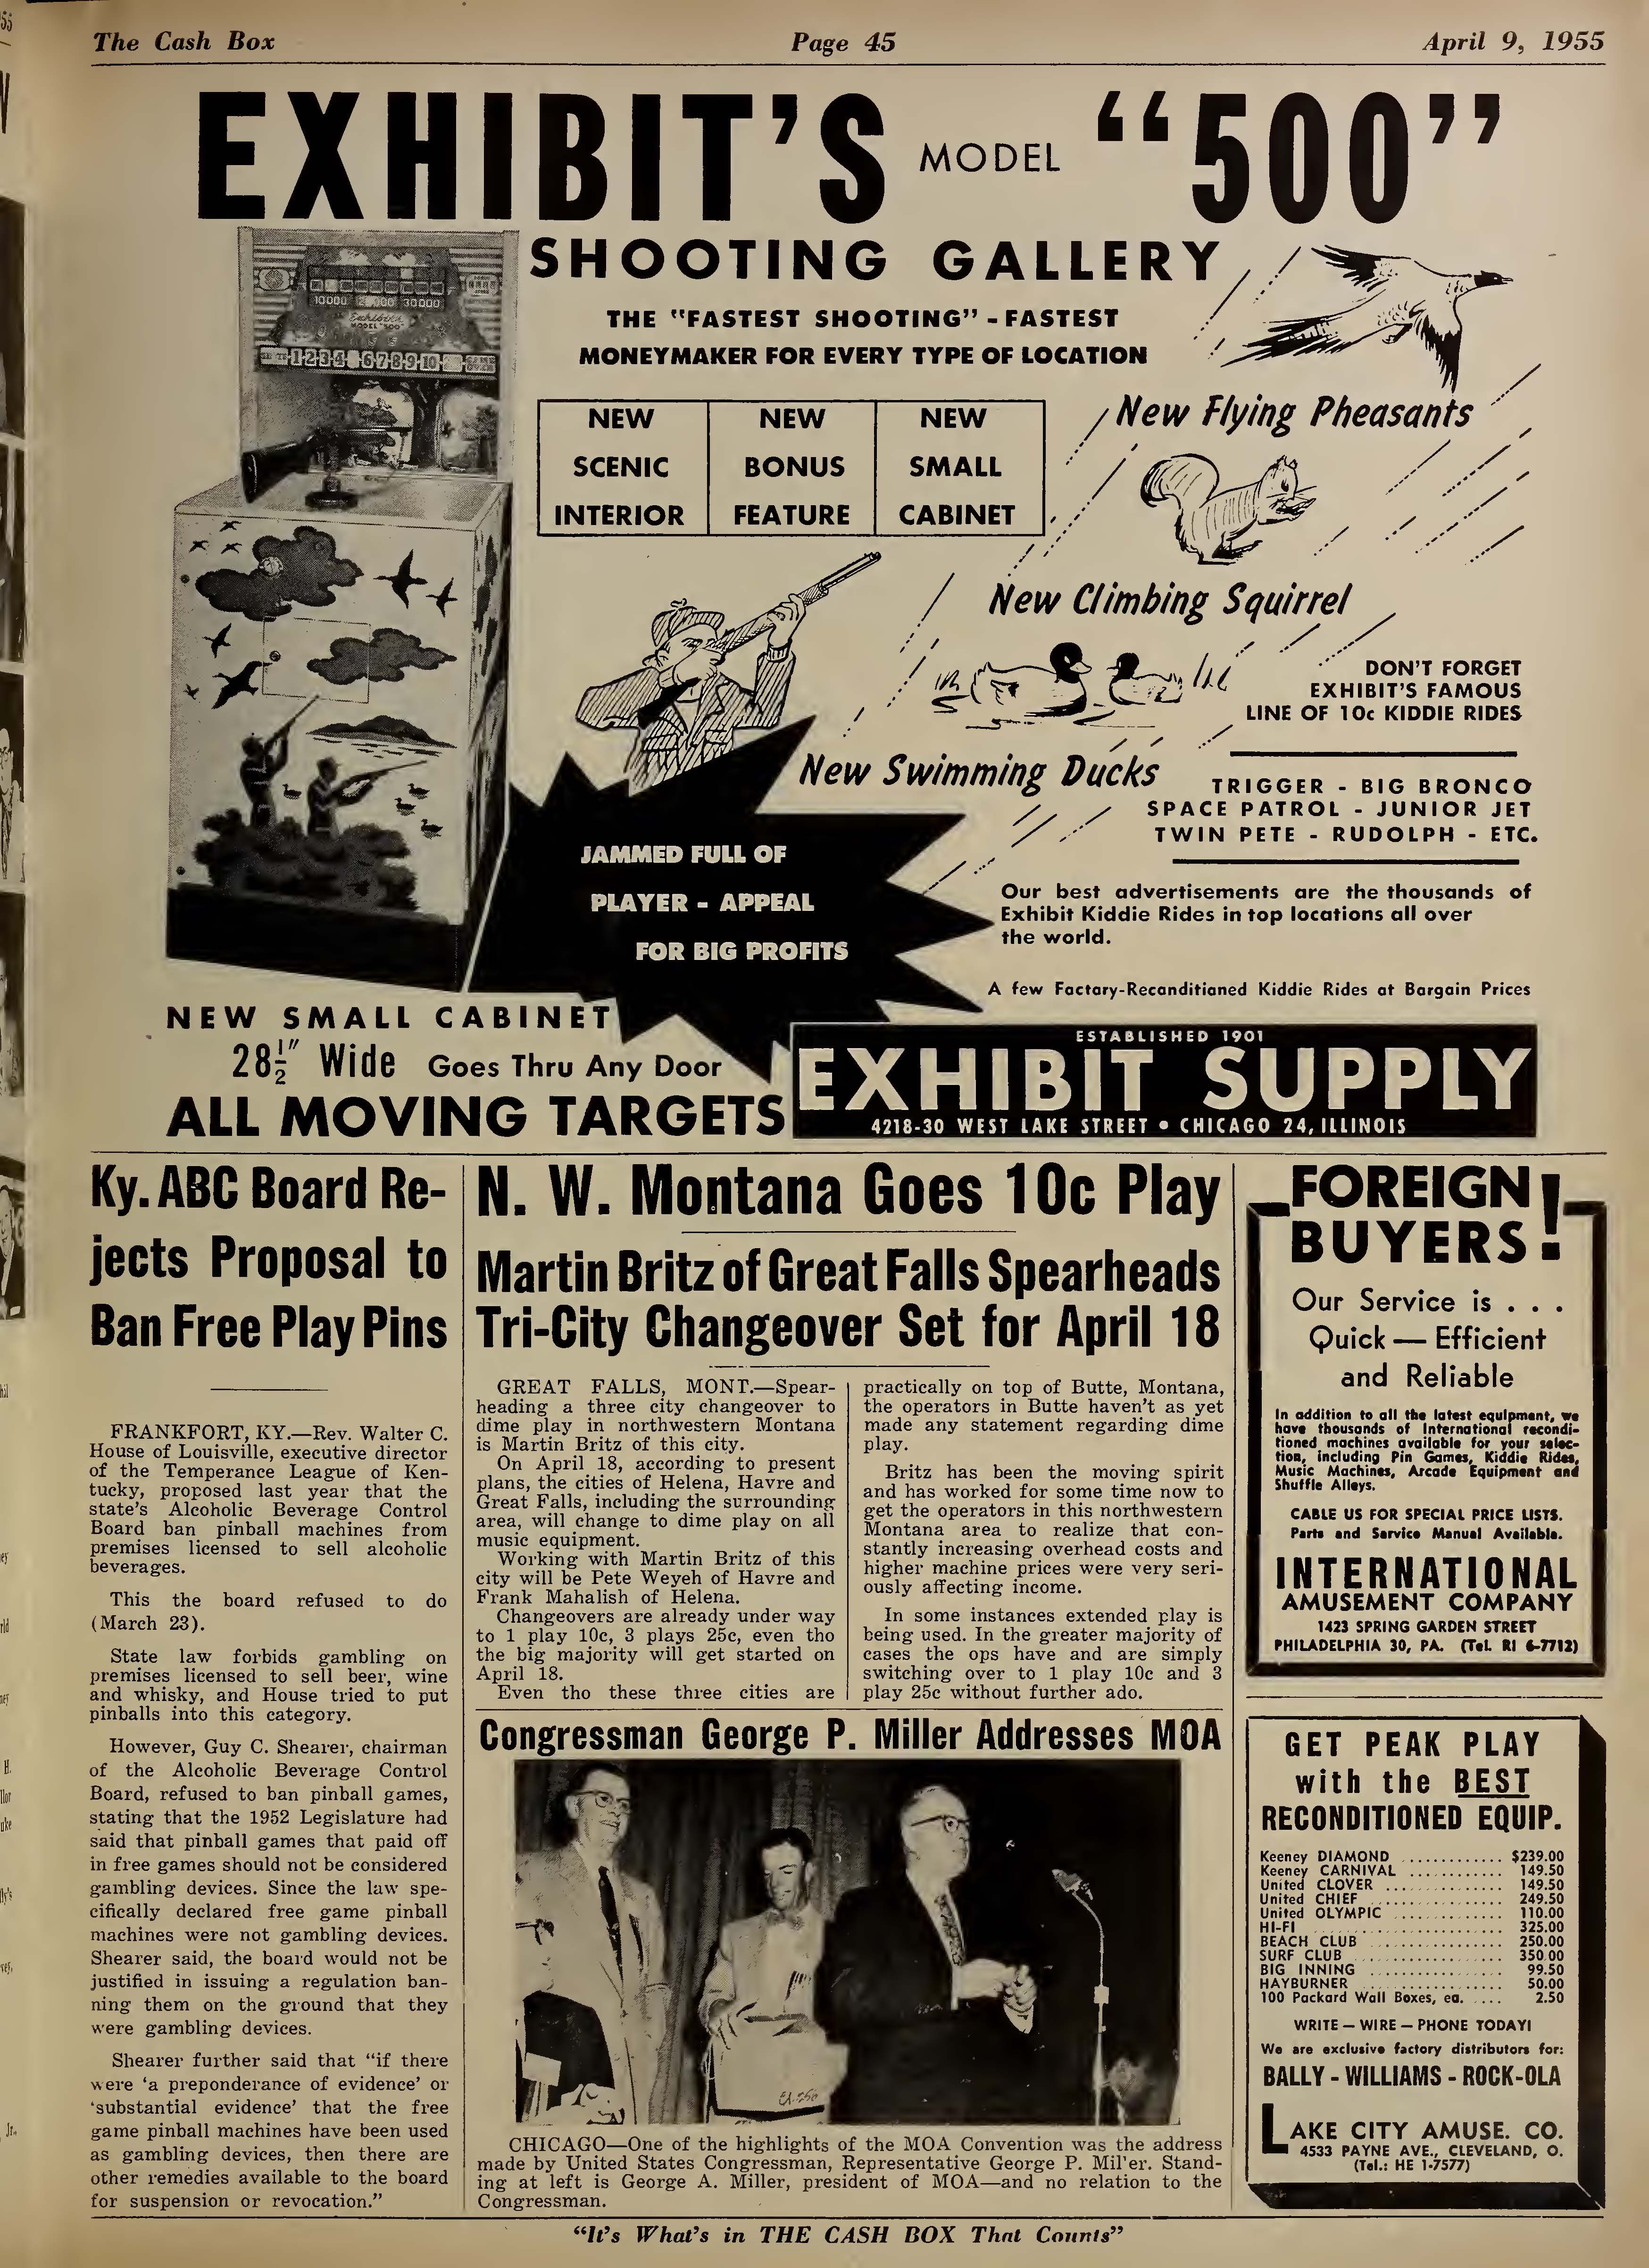 The Cash Box
Page 45
April 9, 1955
EXHIBIT'S MODEL "500"
SHOOTING GALLERY
THE "FASTEST SHOOTING" - FASTEST
MONEYMAKER FOR EVERY TYPE OF LOCATION
NEW
SCENIC
INTERIOR
NEW
BONUS
FEATURE
NEW
SMALL
CABINET
10000 20000 30000
Exhibit's
MODEL "500"
1 2 3 4 6 7 8 9 10
New Flying Pheasants
New Climbing Squirrel
New Swimming Ducks
DON'T FORGET
EXHIBIT'S FAMOUS
LINE OF 10c KIDDIE RIDES
TRIGGER - BIG BRONCO
SPACE PATROL - JUNIOR JET
TWIN PETE - RUDOLPH - ETC.
JAMMED FULL OF
PLAYER - APPEAL
FOR BIG PROFITS
Our best advertisements are the thousands of
Exhibit Kiddie Rides in top locations all over
the world.
A few Factory-Reconditioned Kiddie Rides at Bargain Prices
NEW SMALL CABINET
28½" Wide Goes Thru Any Door
ALL MOVING TARGETS
ESTABLISHED 1901
EXHIBIT SUPPLY
4218-30 WEST LAKE STREET • CHICAGO 24, ILLINOIS
Ky. ABC Board Re-
jects Proposal to
Ban Free Play Pins
FRANKFORT, KY.—Rev. Walter C.
House of Louisville, executive director
of the Temperance League of Ken-
tucky, proposed last year that the
state's Alcoholic Beverage Control
Board ban pinball machines from
premises licensed to sell alcoholic
beverages.
This the board refused to do
(March 23).
State law forbids gambling on
premises licensed to sell beer, wine
and whisky, and House tried to put
pinballs into this category.
However, Guy C. Shearer, chairman
of the Alcoholic Beverage Control
Board, refused to ban pinball games,
stating that the 1952 Legislature had
said that pinball games that paid off
in free games should not be considered
gambling devices. Since the law spe-
cifically declared free game pinball
machines were not gambling devices.
Shearer said, the board would not be
justified in issuing a regulation ban-
ning them on the ground that they
were gambling devices.
Shearer further said that "if there
were 'a preponderance of evidence' or
'substantial evidence' that the free
game pinball machines have been used
as gambling devices, then there are
other remedies available to the board
for suspension or revocation."
N. W. Montana Goes 10c Play
Martin Britz of Great Falls Spearheads
Tri-City Changeover Set for April 18
GREAT FALLS, MONT.—Spear-
heading a three city changeover to
dime play in northwestern Montana
is Martin Britz of this city.
On April 18, according to present
plans, the cities of Helena, Havre and
Great Falls, including the surrounding
area, will change to dime play on all
music equipment.
Working with Martin Britz of this
city will be Pete Weyeh of Havre and
Frank Mahalish of Helena.
Changeovers are already under way
to 1 play 10c, 3 plays 25c, even tho
the big majority will get started on
April 18.
Even tho these three cities are
practically on top of Butte, Montana,
the operators in Butte haven't as yet
made any statement regarding dime
play.
Britz has been the moving spirit
and has worked for some time now to
get the operators in this northwestern
Montana area to realize that con-
stantly increasing overhead costs and
higher machine prices were very seri-
ously affecting income.
In some instances extended play is
being used. In the greater majority of
cases the ops have and are simply
switching over to 1 play 10c and 3
play 25c without further ado.
Congressman George P. Miller Addresses MOA
CHICAGO—One of the highlights of the MOA Convention was the address
made by United States Congressman, Representative George P. Mil'er. Stand-
ing at left is George A. Miller, president of MOA—and no relation to the
Congressman.
FOREIGN
BUYERS!
Our Service is . . .
Quick — Efficient
and Reliable
In addition to all the latest equipment, we
have thousands of International recondi-
tioned machines available for your selec-
tion, including Pin Games, Kiddie Rides,
Music Machines, Arcade Equipment and
Shuffle Alleys.
CABLE US FOR SPECIAL PRICE LISTS.
Parts and Service Manual Available.
INTERNATIONAL
AMUSEMENT COMPANY
1423 SPRING GARDEN STREET
PHILADELPHIA 30, PA. (Tel. RI 6-7712)
GET PEAK PLAY
with the BEST
RECONDITIONED EQUIP.
Keeney DIAMOND ............ $239.00
Keeney CARNIVAL ............ 149.50
United CLOVER ............ 149.50
United CHIEF ............ 249.50
United OLYMPIC ............ 110.00
HI-FI ............ 325.00
BEACH CLUB ............ 250.00
SURF CLUB ............ 350.00
BIG INNING ............ 99.50
HAYBURNER ............ 50.00
100 Packard Wall Boxes, ea. .... 2.50
WRITE — WIRE — PHONE TODAY!
We are exclusive factory distributors for:
BALLY - WILLIAMS - ROCK-OLA
LAKE CITY AMUSE. CO.
4533 PAYNE AVE., CLEVELAND, O.
(Tel.: HE 1-7577)
"It's What's in THE CASH BOX That Counts"